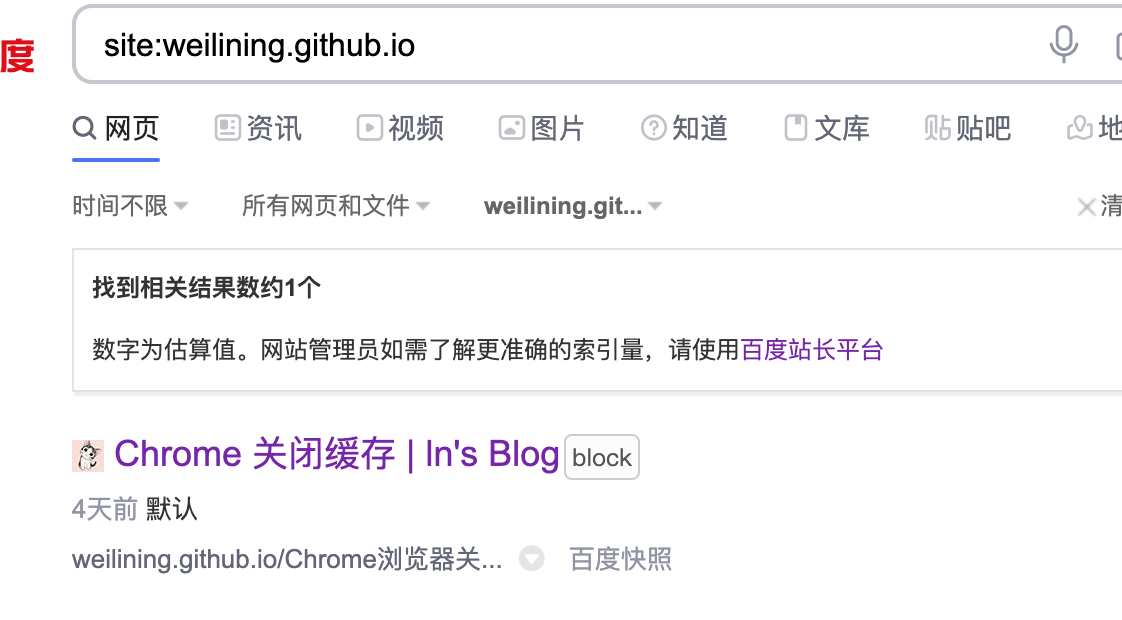 度
site:weilining.github.io
网页 资讯 视频 图片 知道 文库 贴吧 地
时间不限 所有网页和文件 weilining.git... 清
找到相关结果数约1个
数字为估算值。网站管理员如需了解更准确的索引量，请使用百度站长平台
Chrome 关闭缓存 | In's Blog block
4天前 默认
weilining.github.io/Chrome浏览器关... 百度快照